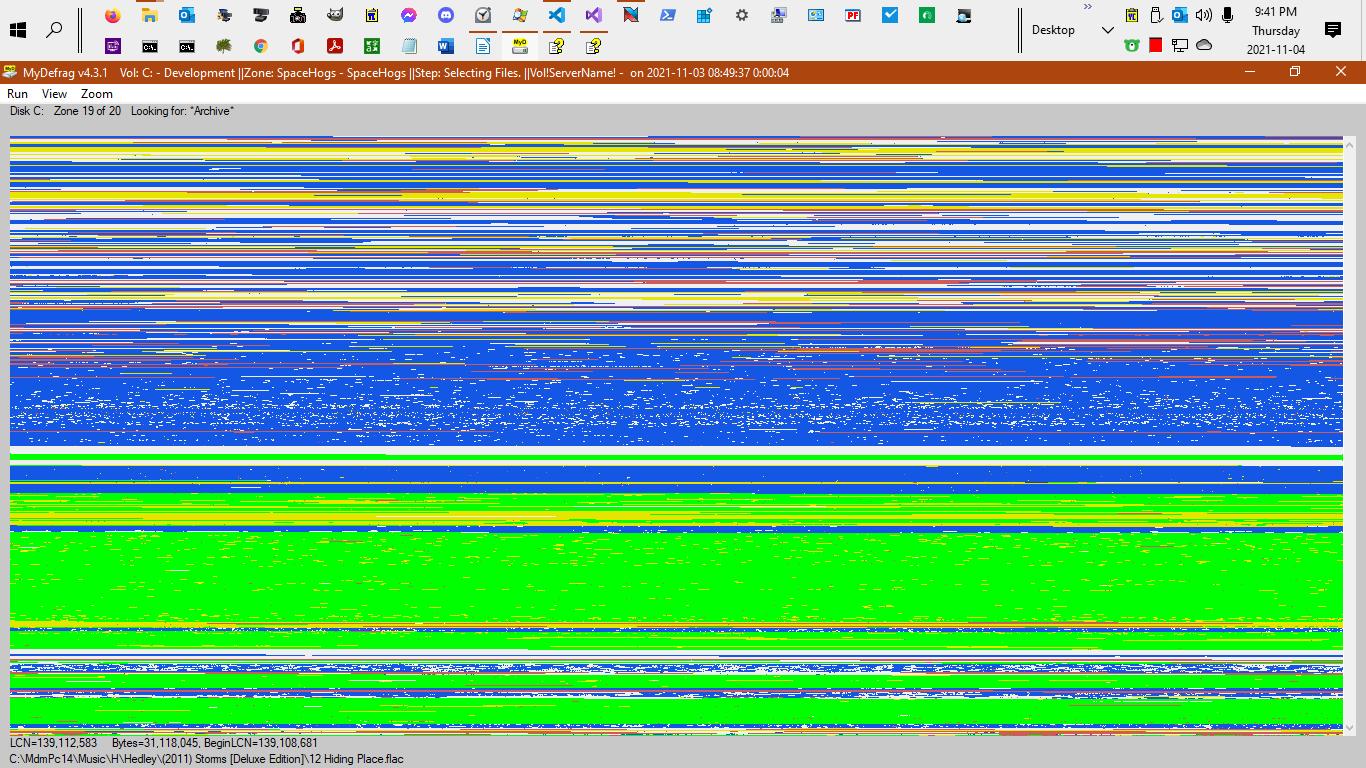 9:41 PM
Desktop
Thursday
2021-11-04
MyDefrag v4.3.1 Vol: C: - Development ||Zone: SpaceHogs - SpaceHogs ||Step: Selecting Files. ||Vol!ServerName! - on 2021-11-03 08:49:37 0:00:04
Run View Zoom
Disk C: Zone 19 of 20 Looking for: *Archive*
LCN=139,112,583 Bytes=31,118,045, BeginLCN=139,108,681
C:\MdmPc14\Music\H\Hedley\(2011) Storms [Deluxe Edition]\12 Hiding Place.flac